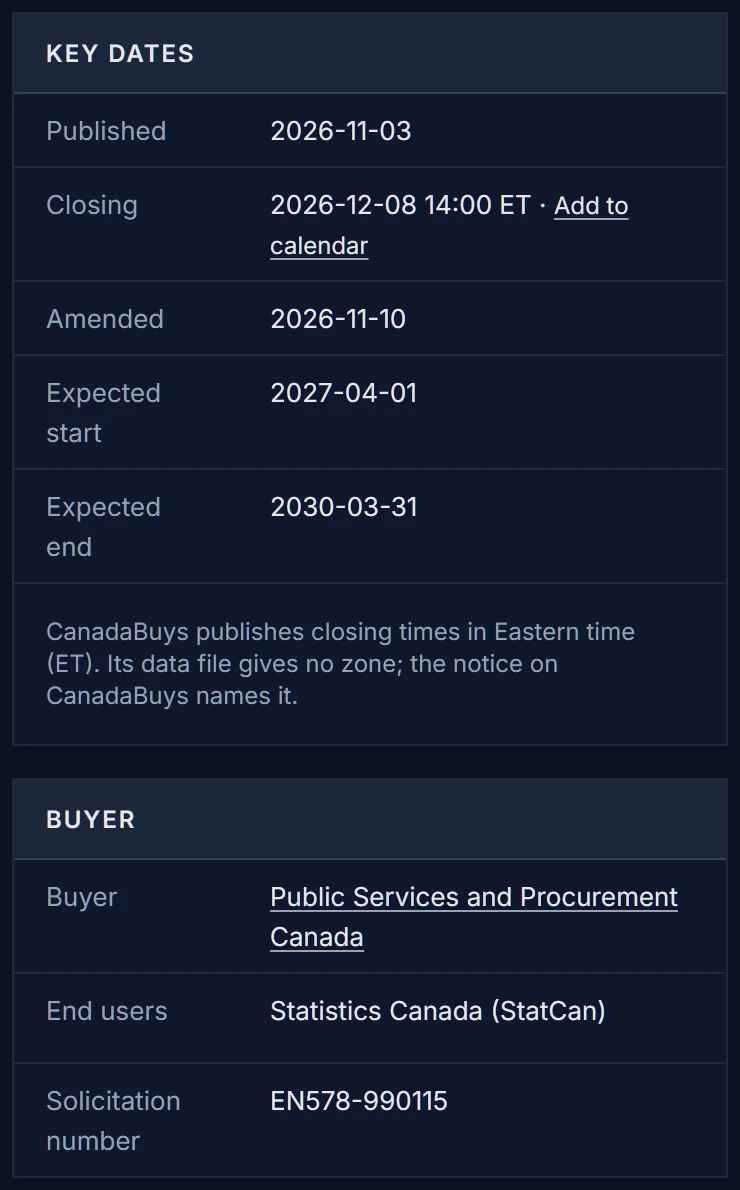 KEY DATES
Published 2026-11-03
Closing 2026-12-08 14:00 ET · Add to
calendar
Amended 2026-11-10
Expected 2027-04-01
start
Expected 2030-03-31
end
CanadaBuys publishes closing times in Eastern time
(ET). Its data file gives no zone; the notice on
CanadaBuys names it.
BUYER
Buyer Public Services and Procurement
Canada
End users Statistics Canada (StatCan)
Solicitation EN578-990115
number